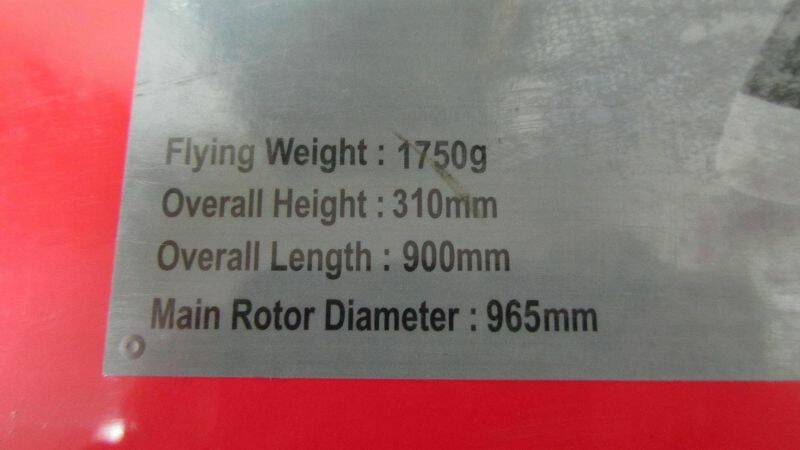 Flying Weight : 1750g
Overall Height : 310mm
Overall Length : 900mm
Main Rotor Diameter : 965mm